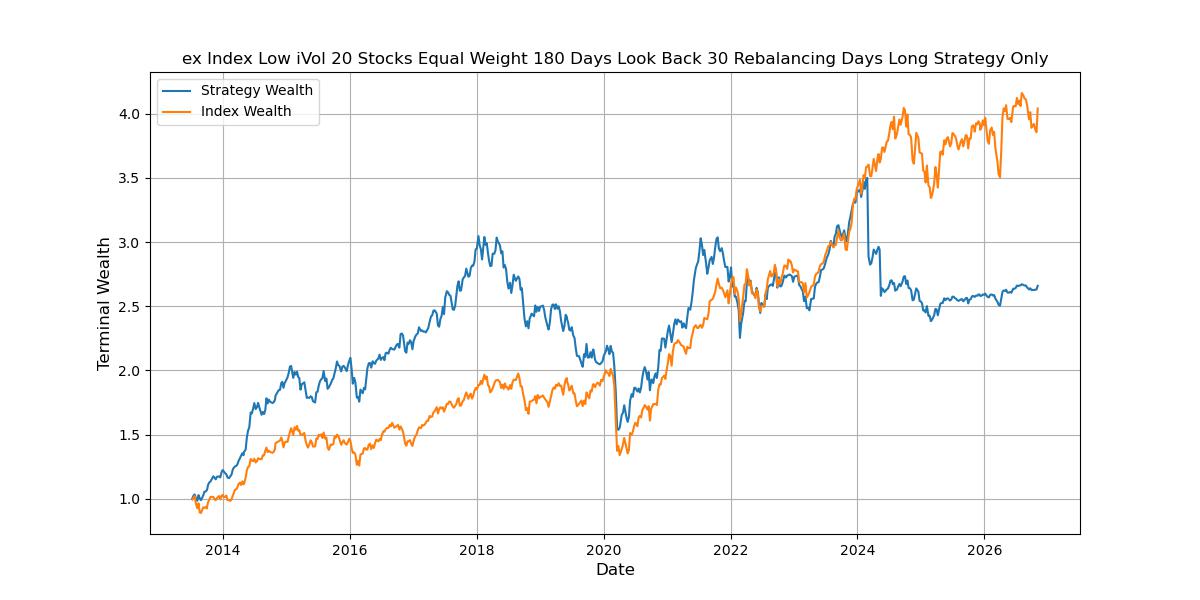 ex Index Low iVol 20 Stocks Equal Weight 180 Days Look Back 30 Rebalancing Days Long Strategy Only
Strategy Wealth
Index Wealth
Terminal Wealth
4.0
3.5
3.0
2.5
2.0
1.5
1.0
2014 2016 2018 2020 2022 2024 2026
Date